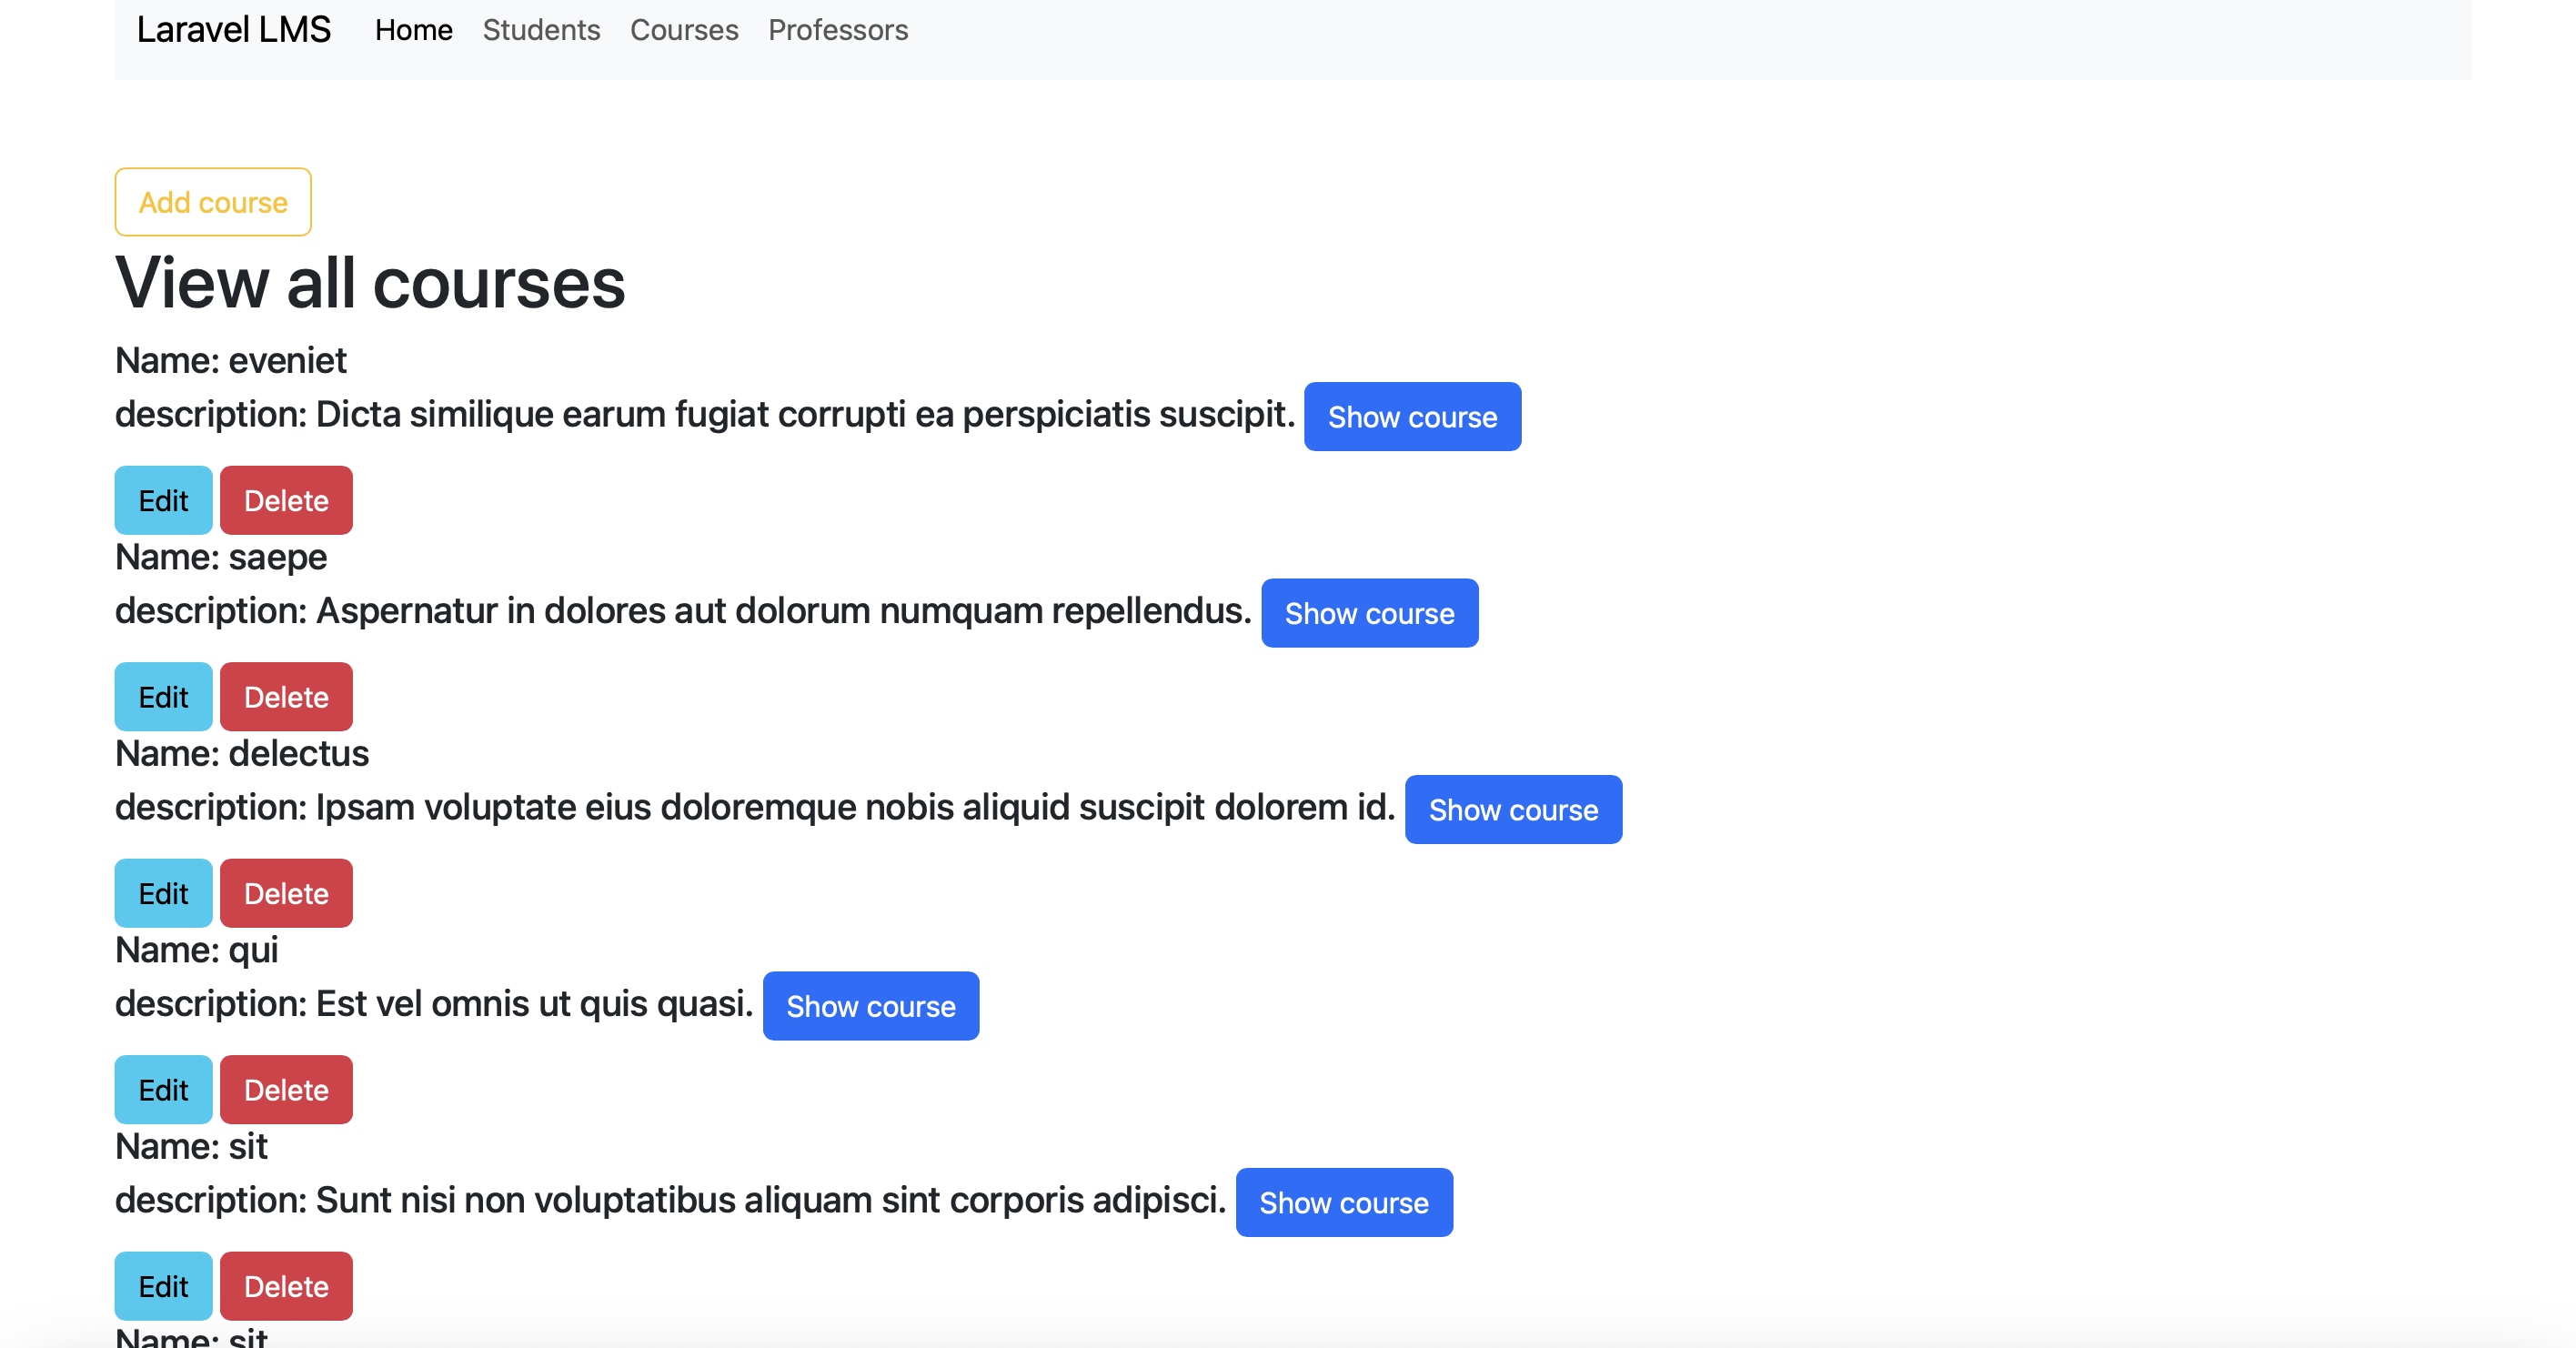 Laravel LMS Home Students Courses Professors
Add course
View all courses
Name: eveniet
description: Dicta similique earum fugiat corrupti ea perspiciatis suscipit. Show course
Edit Delete
Name: saepe
description: Aspernatur in dolores aut dolorum numquam repellendus. Show course
Edit Delete
Name: delectus
description: Ipsam voluptate eius doloremque nobis aliquid suscipit dolorem id. Show course
Edit Delete
Name: qui
description: Est vel omnis ut quis quasi. Show course
Edit Delete
Name: sit
description: Sunt nisi non voluptatibus aliquam sint corporis adipisci. Show course
Edit Delete
Name: sit